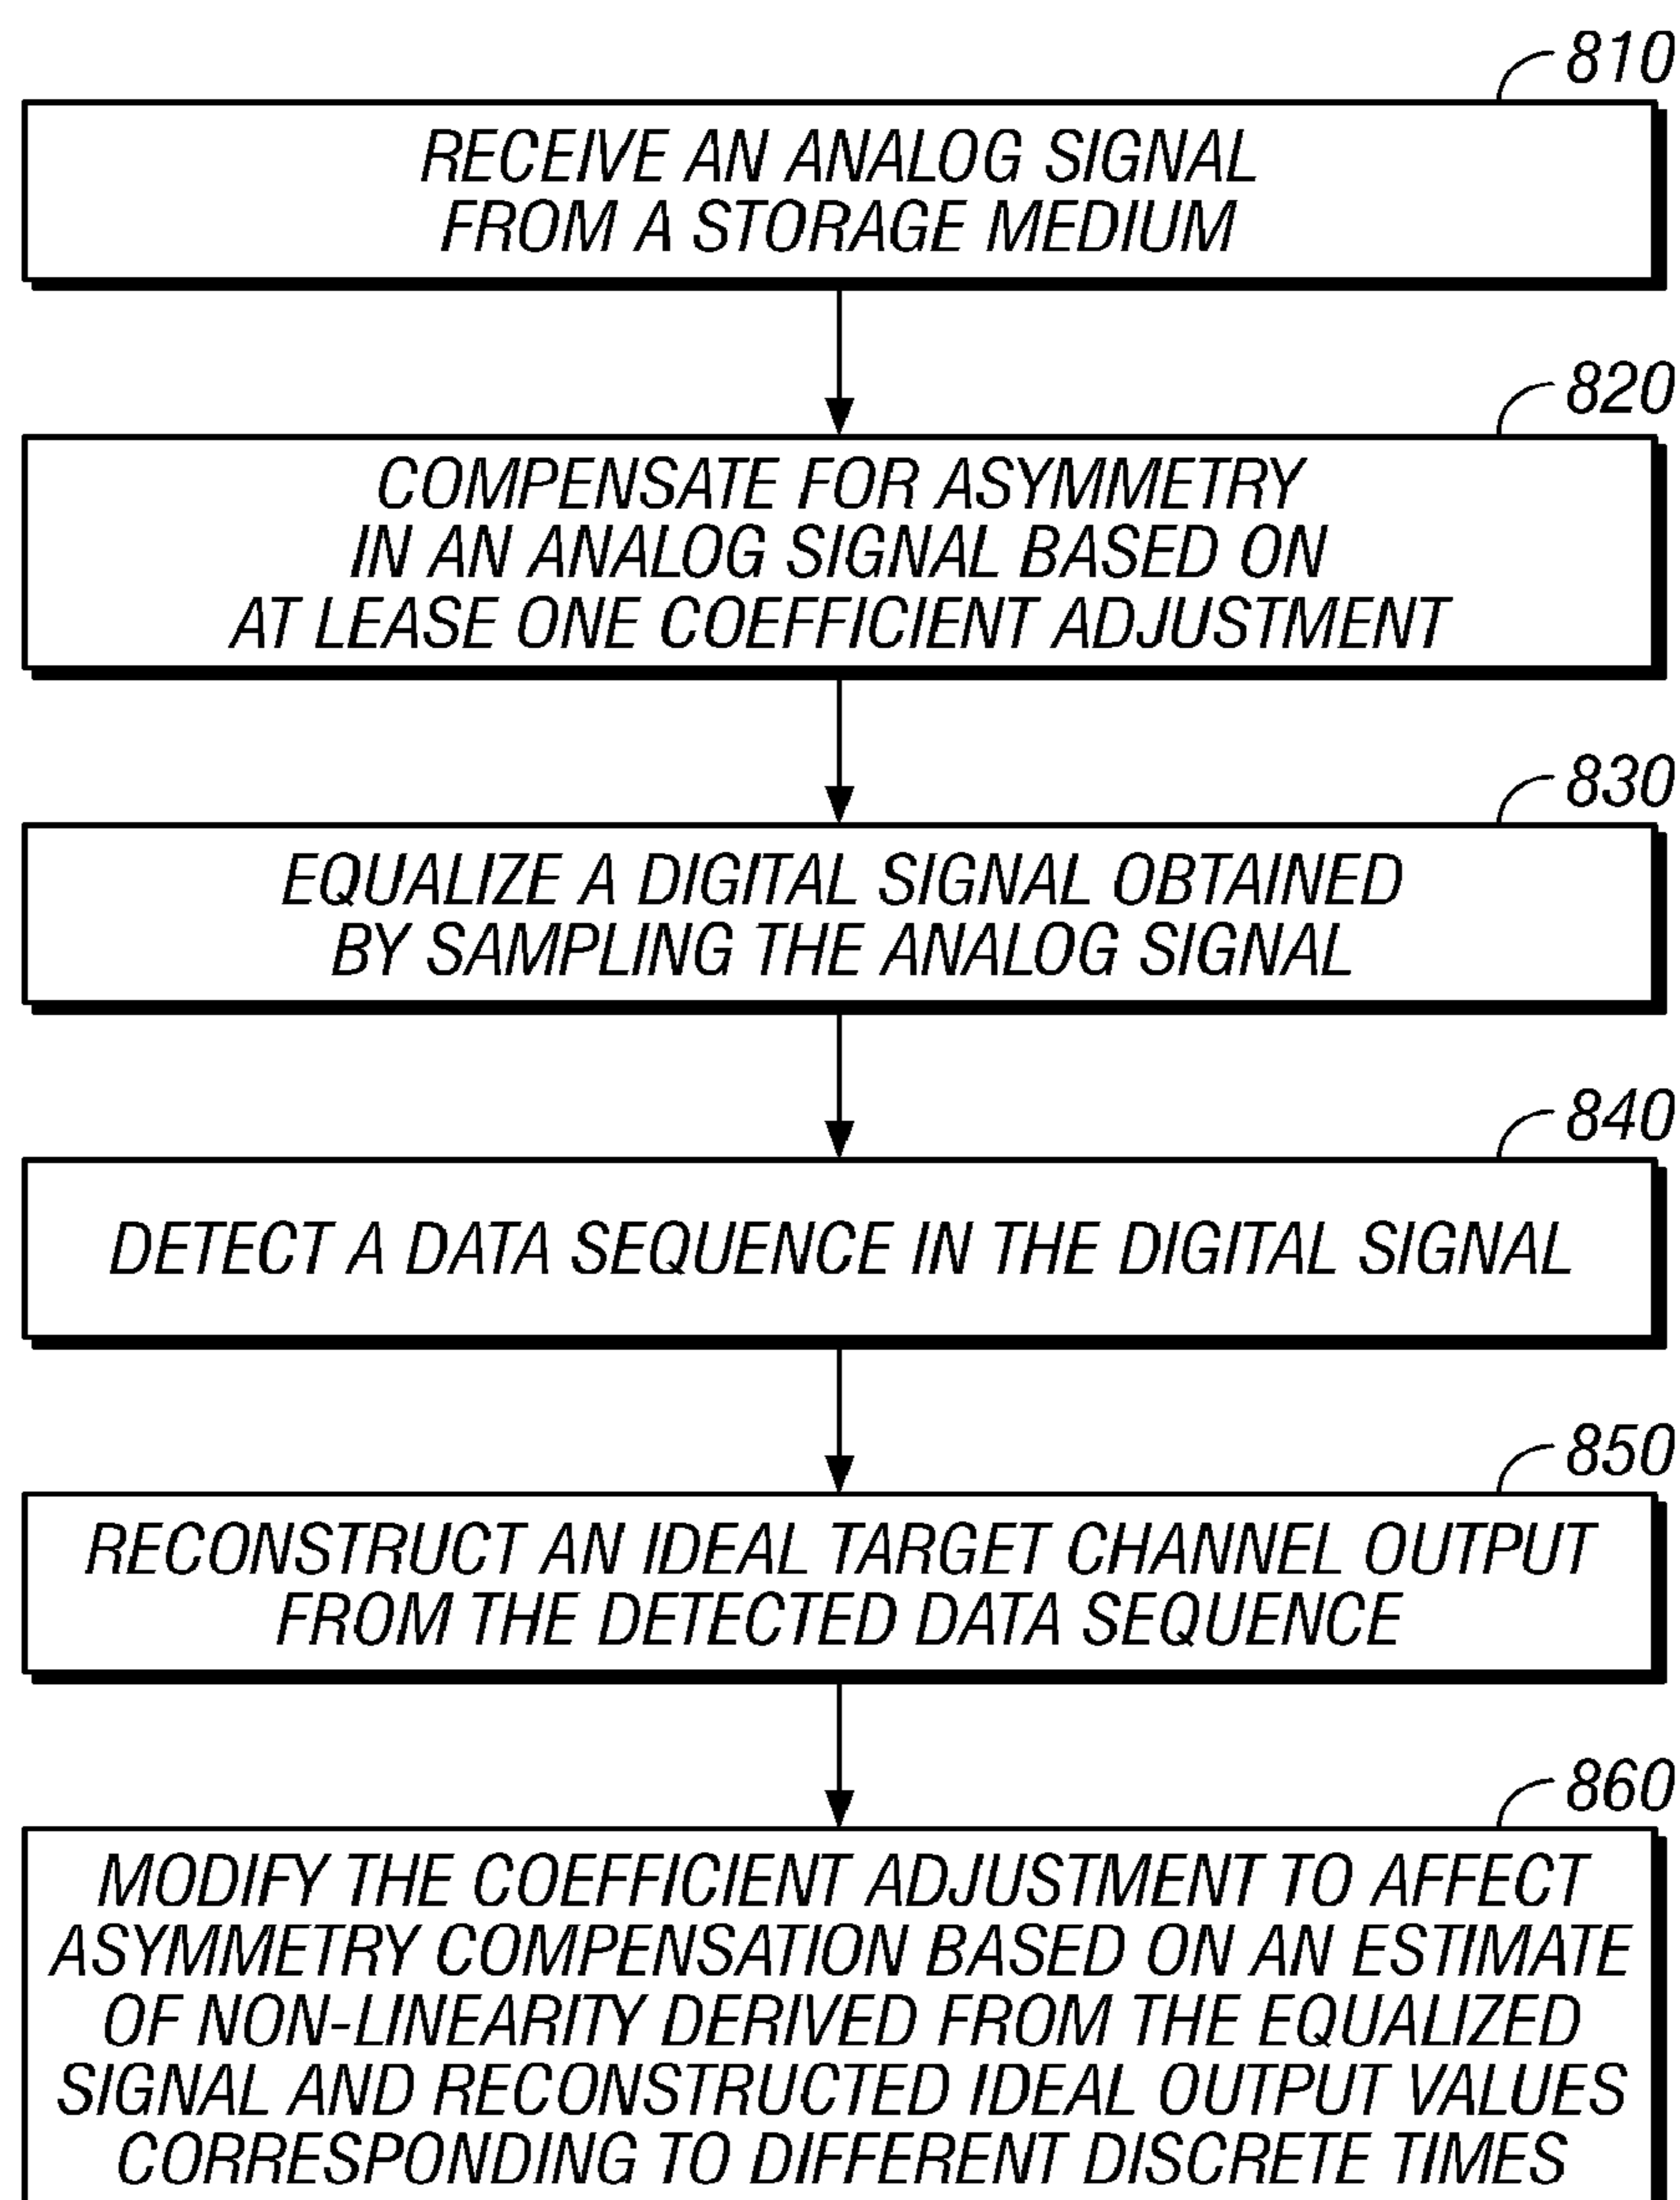 810
RECEIVE AN ANALOG SIGNAL
FROM A STORAGE MEDIUM
820
COMPENSATE FOR ASYMMETRY
IN AN ANALOG SIGNAL BASED ON
AT LEASE ONE COEFFICIENT ADJUSTMENT
830
EQUALIZE A DIGITAL SIGNAL OBTAINED
BY SAMPLING THE ANALOG SIGNAL
840
DETECT A DATA SEQUENCE IN THE DIGITAL SIGNAL
850
RECONSTRUCT AN IDEAL TARGET CHANNEL OUTPUT
FROM THE DETECTED DATA SEQUENCE
860
MODIFY THE COEFFICIENT ADJUSTMENT TO AFFECT
ASYMMETRY COMPENSATION BASED ON AN ESTIMATE
OF NON-LINEARITY DERIVED FROM THE EQUALIZED
SIGNAL AND RECONSTRUCTED IDEAL OUTPUT VALUES
CORRESPONDING TO DIFFERENT DISCRETE TIMES